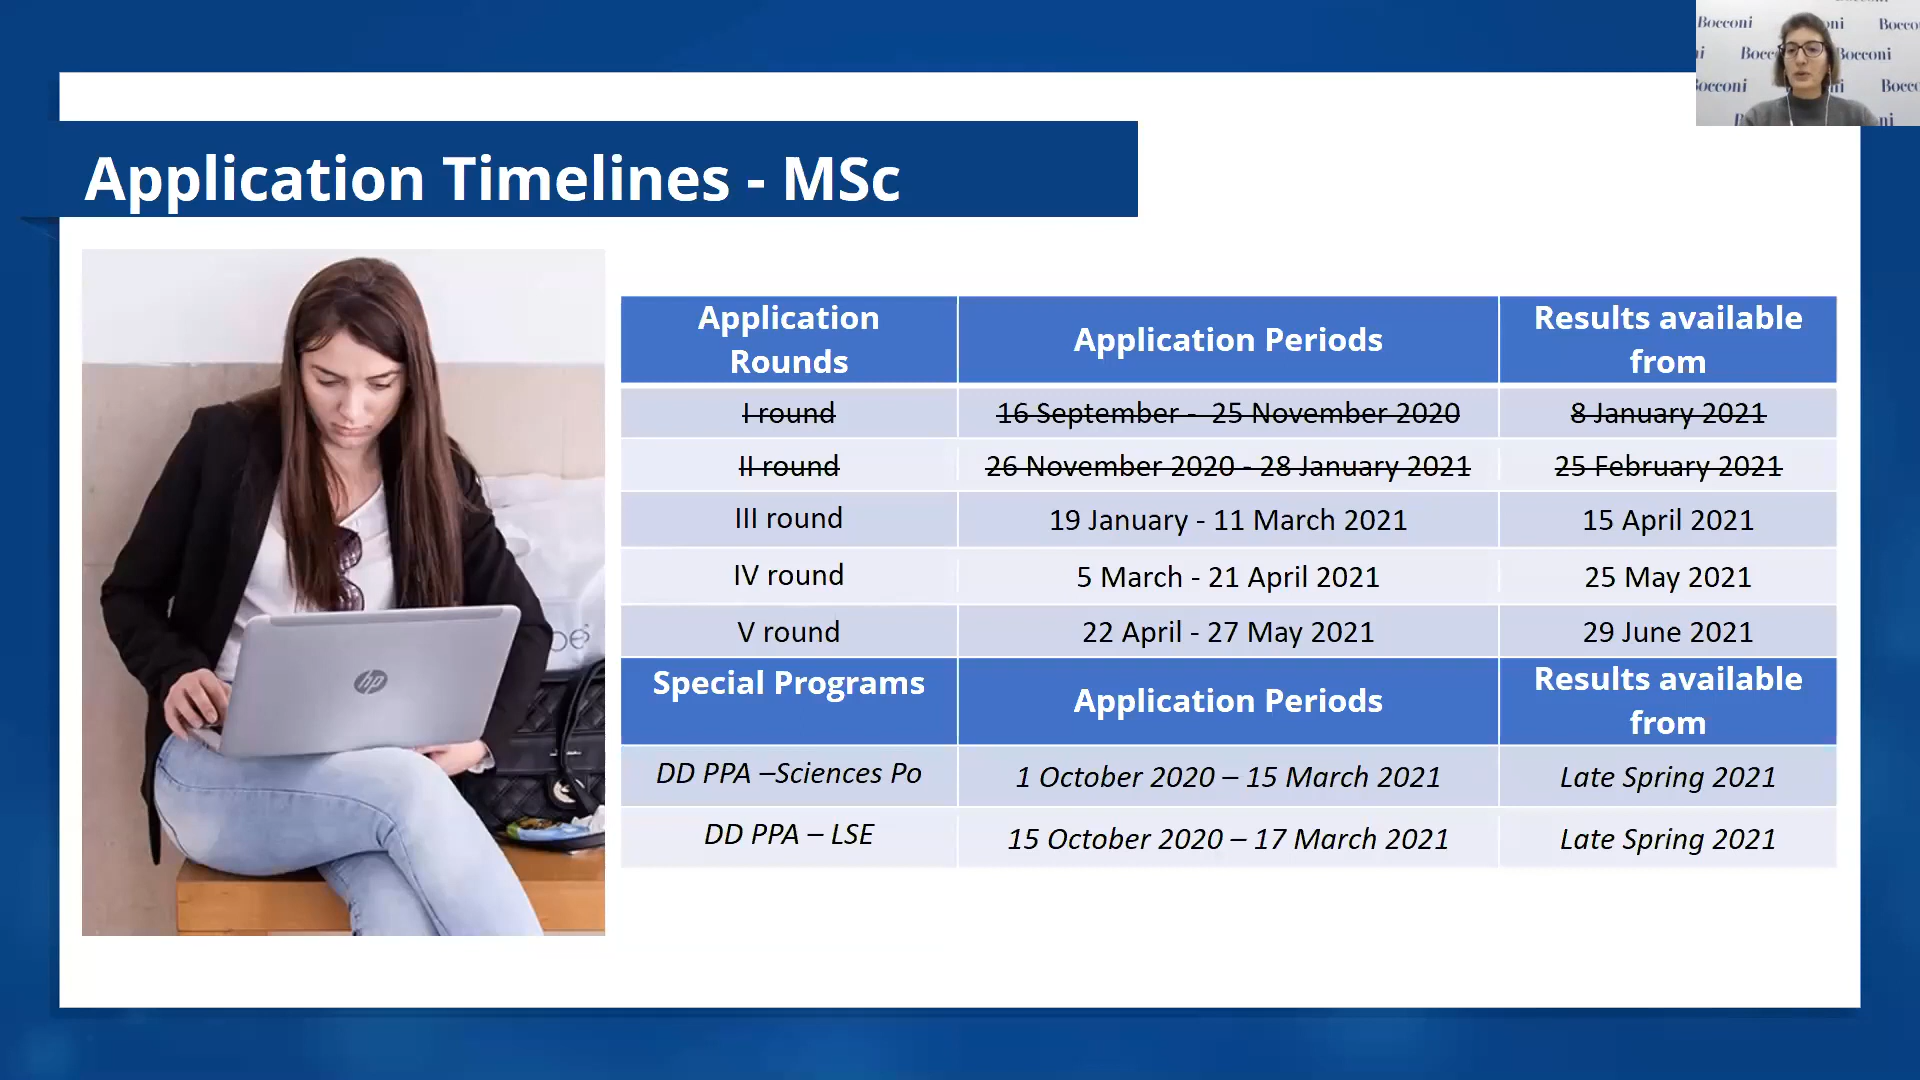 Bocconi
Bocconi
Bocconi
Application Timelines - MSc
Application Rounds
Application Periods
Results available from
I round
16 September - 25 November 2020
8 January 2021
II round
26 November 2020 - 28 January 2021
25 February 2021
III round
19 January - 11 March 2021
15 April 2021
IV round
5 March - 21 April 2021
25 May 2021
V round
22 April - 27 May 2021
29 June 2021
Special Programs
Application Periods
Results available from
DD PPA –Sciences Po
1 October 2020 – 15 March 2021
Late Spring 2021
DD PPA – LSE
15 October 2020 – 17 March 2021
Late Spring 2021
hp